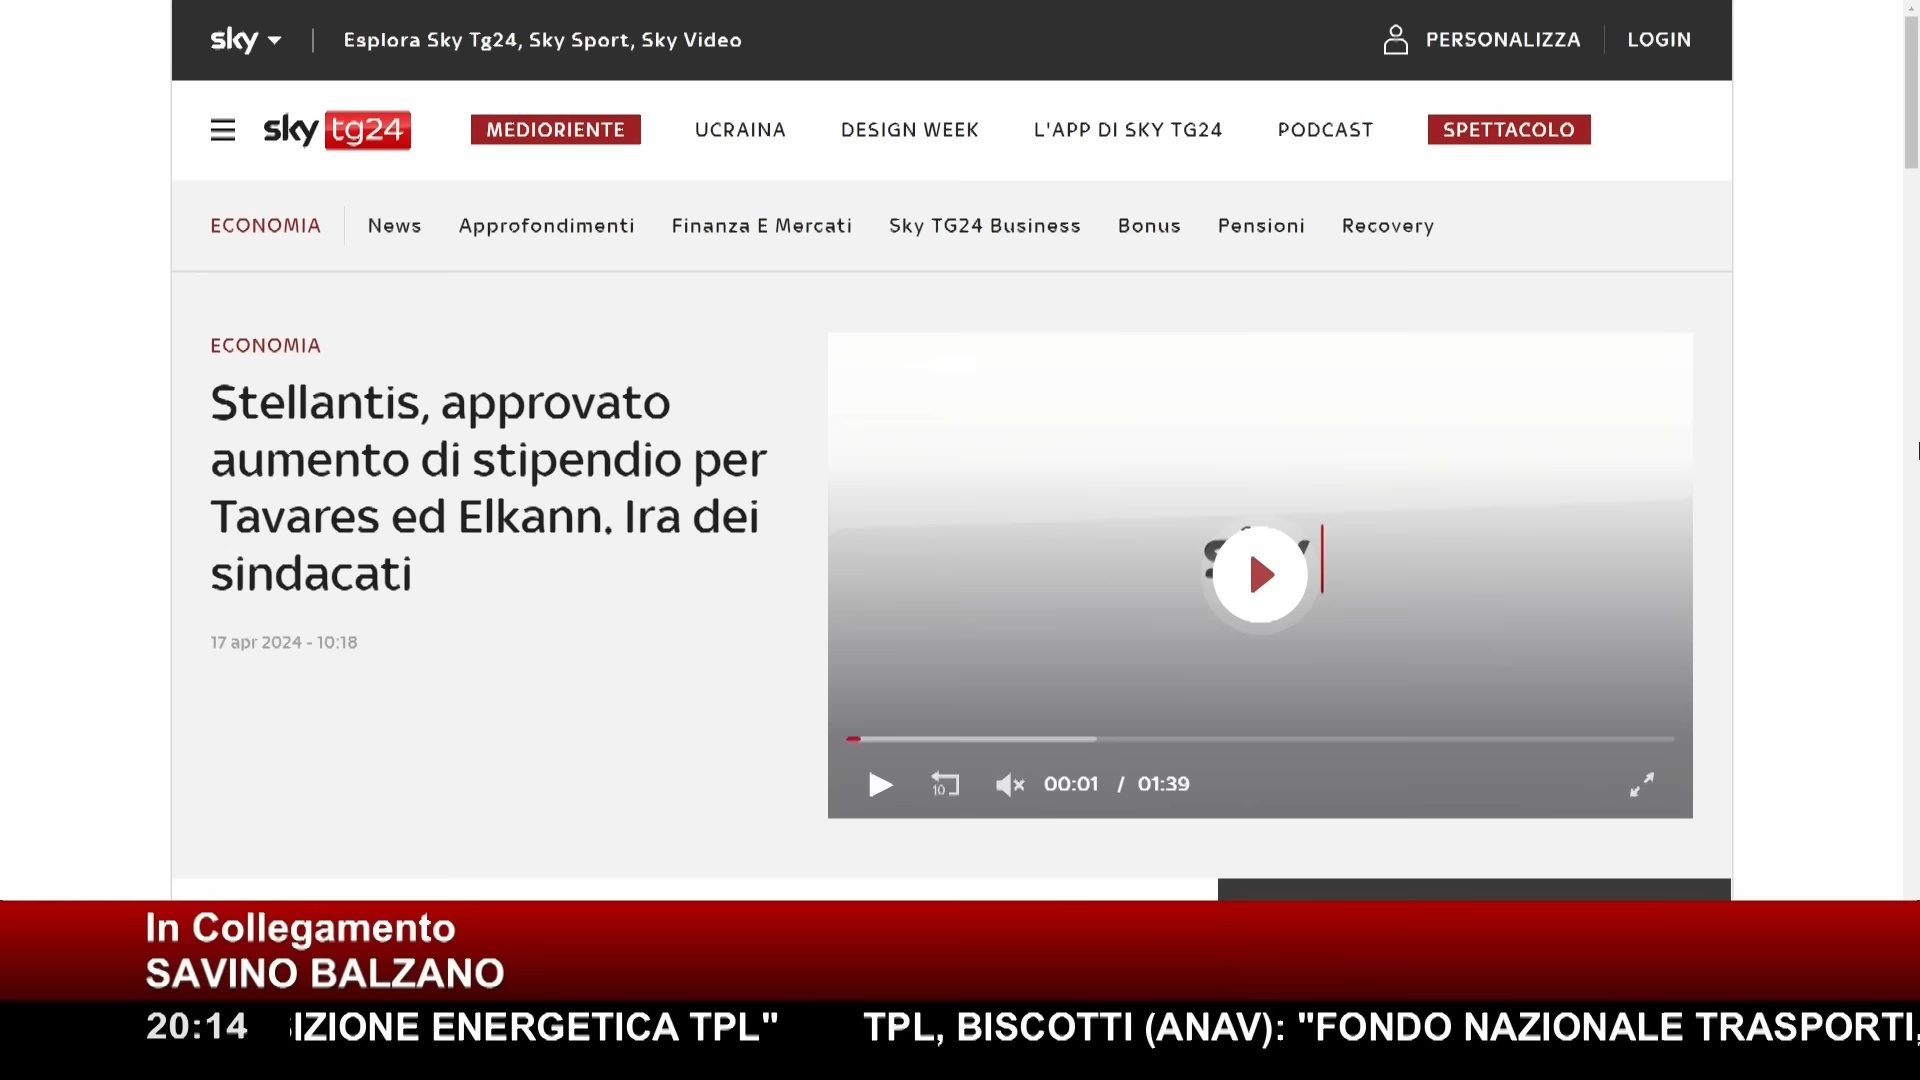 sky
Esplora Sky Tg24, Sky Sport, Sky Video
PERSONALIZZA
LOGIN
sky tg24
MEDIORIENTE
UCRAINA
DESIGN WEEK
L'APP DI SKY TG24
PODCAST
SPETTACOLO
ECONOMIA
News
Approfondimenti
Finanza E Mercati
Sky TG24 Business
Bonus
Pensioni
Recovery
ECONOMIA
Stellantis, approvato
aumento di stipendio per
Tavares ed Elkann. Ira dei
sindacati
17 apr 2024 - 10:18
10
00:01 / 01:39
In Collegamento
SAVINO BALZANO
20:14 IZIONE ENERGETICA TPL" TPL, BISCOTTI (ANAV): "FONDO NAZIONALE TRASPORTI,